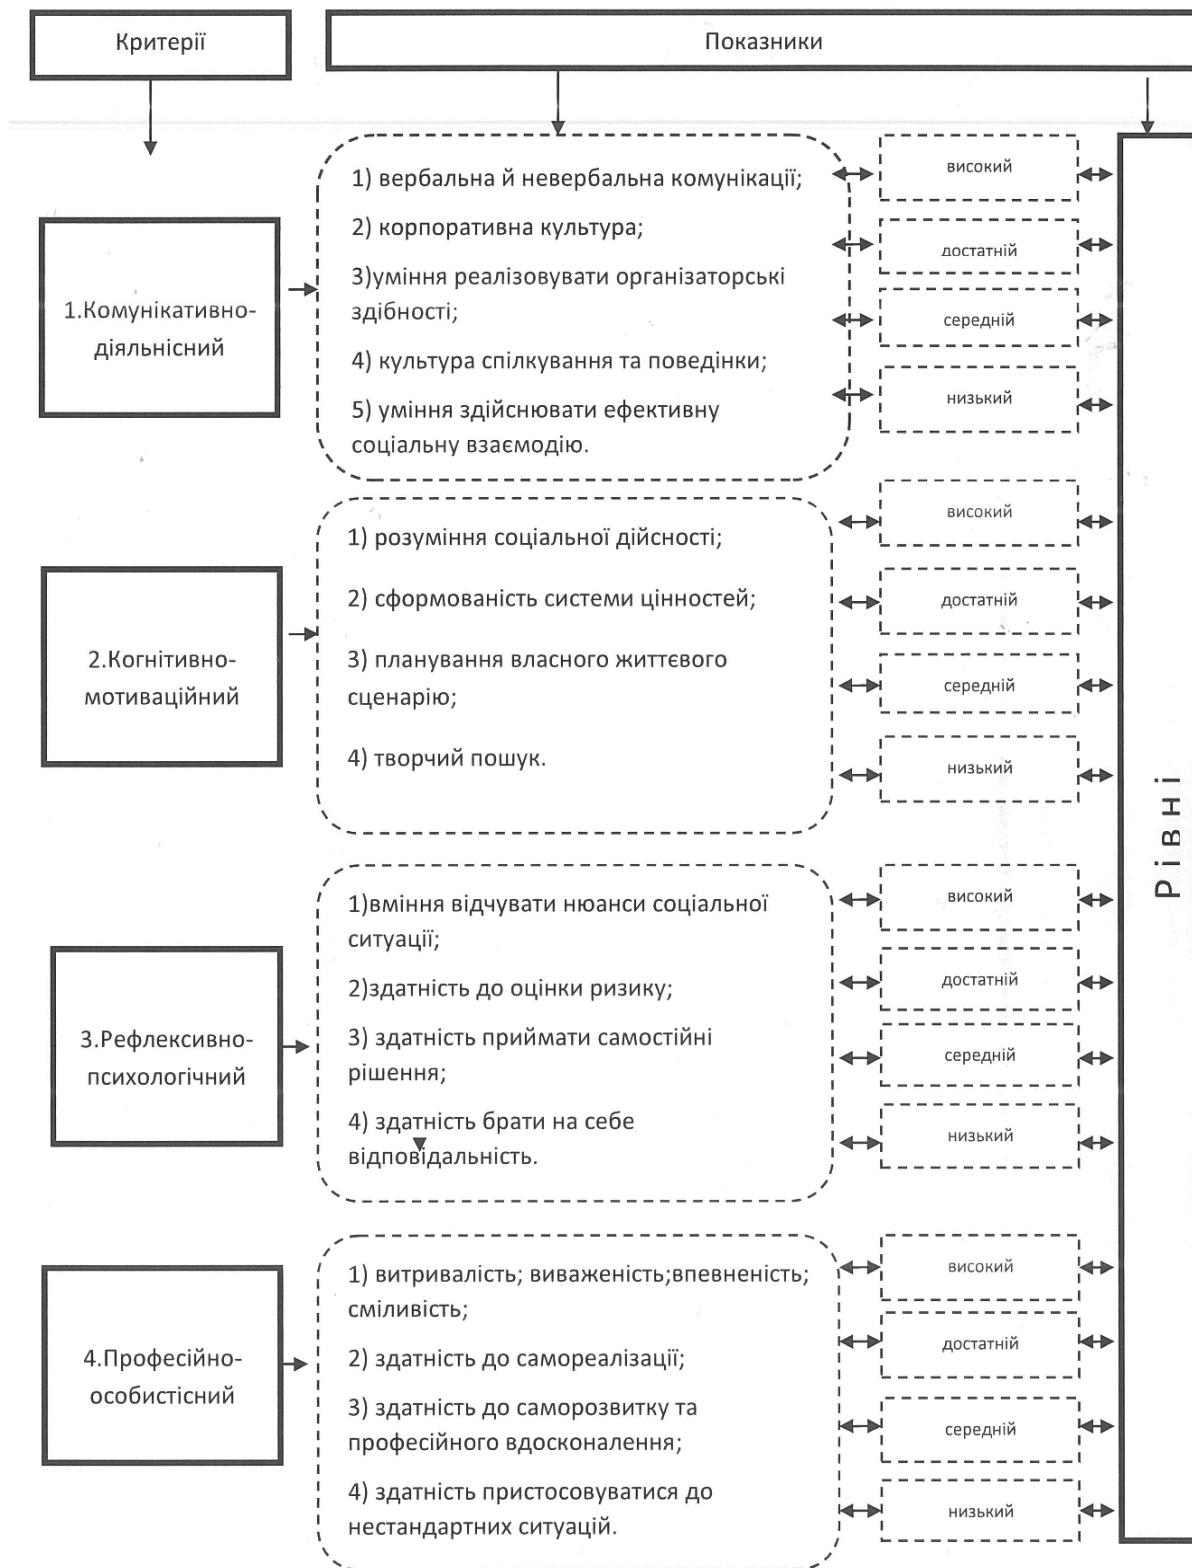 Критерії
Показники
1.Комунікативно-
діяльнісний
1) вербальна й невербальна комунікації;
2) корпоративна культура;
3)уміння реалізовувати організаторські
здібності;
4) культура спілкування та поведінки;
5) уміння здійснювати ефективну
соціальну взаємодію.
високий
достатній
середній
низький
2.Когнітивно-
мотиваційний
1) розуміння соціальної дійсності;
2) сформованість системи цінностей;
3) планування власного життєвого
сценарію;
4) творчий пошук.
високий
достатній
середній
низький
3.Рефлексивно-
психологічний
1)вміння відчувати нюанси соціальної
ситуації;
2)здатність до оцінки ризику;
3) здатність приймати самостійні
рішення;
4) здатність брати на себе
відповідальність.
високий
достатній
середній
низький
4.Професійно-
особистісний
1) витривалість; виваженість;впевненість;
сміливість;
2) здатність до самореалізації;
3) здатність до саморозвитку та
професійного вдосконалення;
4) здатність пристосовуватися до
нестандартних ситуацій.
високий
достатній
середній
низький
Рівні